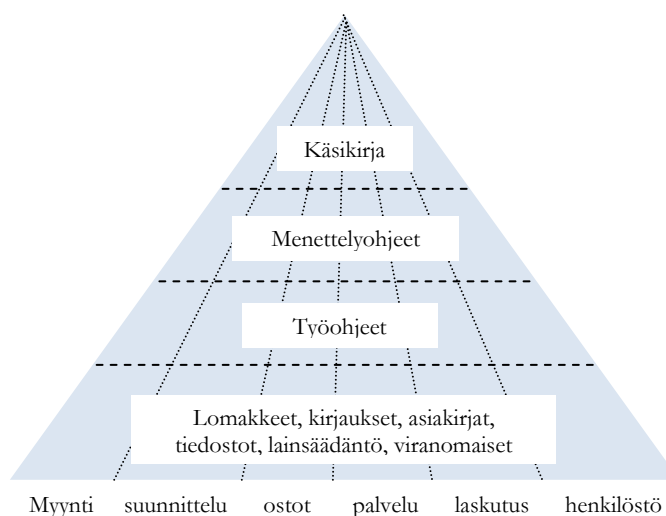 Käsikirja
Menettelyohjeet
Työohjeet
Lomakkeet, kirjaukset, asiakirjat,
tiedostot, lainsäädäntö, viranomaiset
Myynti suunnittelu ostot palvelu laskutus henkilöstö